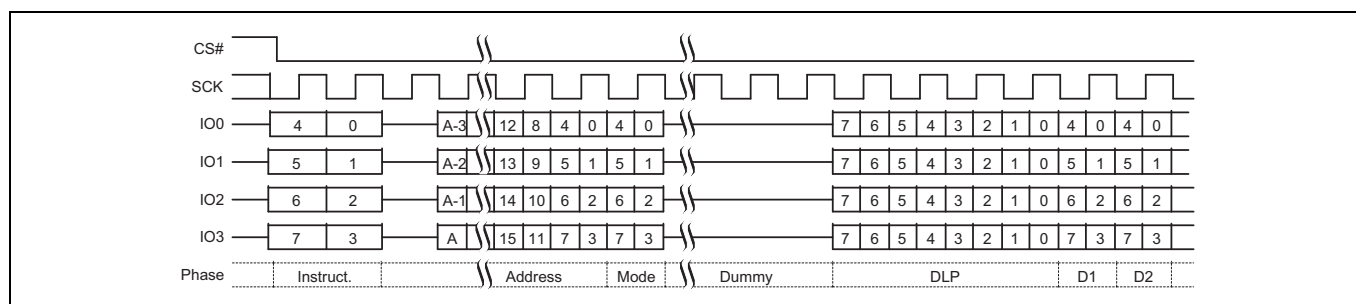 CS#
SCK
IO0 4 0 A-3 12 8 4 0 4 0 7 6 5 4 3 2 1 0 4 0 4 0
IO1 5 1 A-2 13 9 5 1 5 1 7 6 5 4 3 2 1 0 5 1 5 1
IO2 6 2 A-1 14 10 6 2 6 2 7 6 5 4 3 2 1 0 6 2 6 2
IO3 7 3 A 15 11 7 3 7 3 7 6 5 4 3 2 1 0 7 3 7 3
Phase Instruct. Address Mode Dummy DLP D1 D2